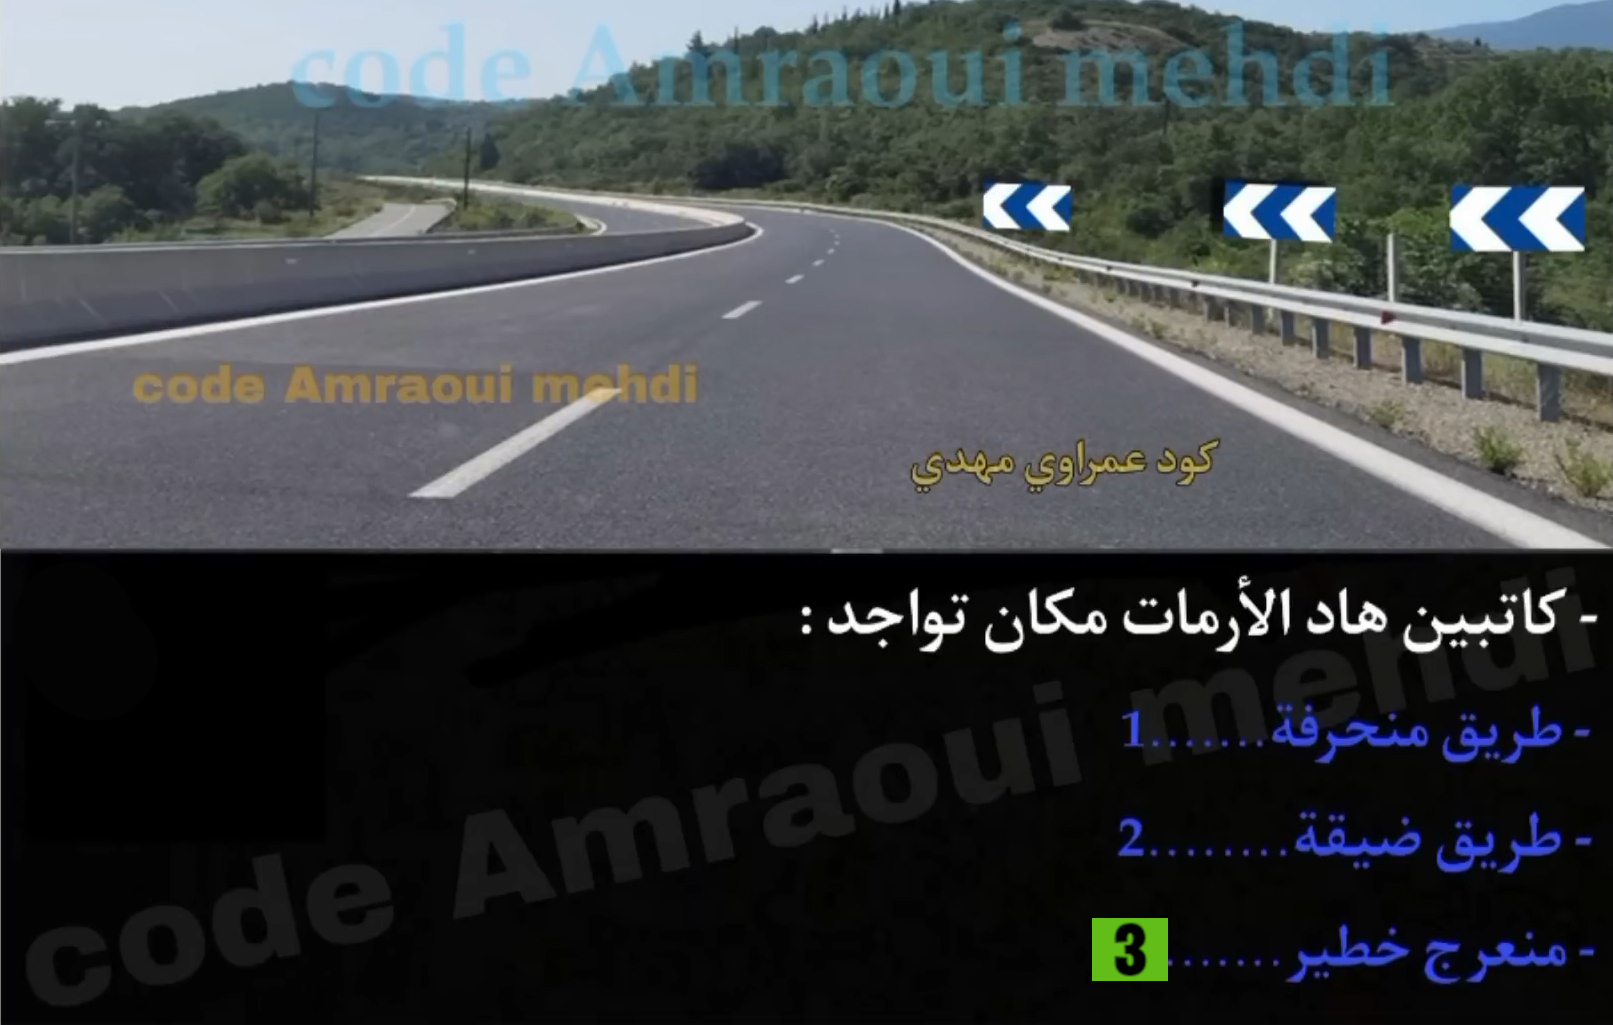 code Amraoui mehdi
code Amraoui mehdi
كود عمراوي مهدي
- كاتبين هاد الأرمات مكان تواجد :
- طريق منحرفة.......1
- طريق ضيقة........2
- منعرج خطير.......3
code Amraoui mehdi